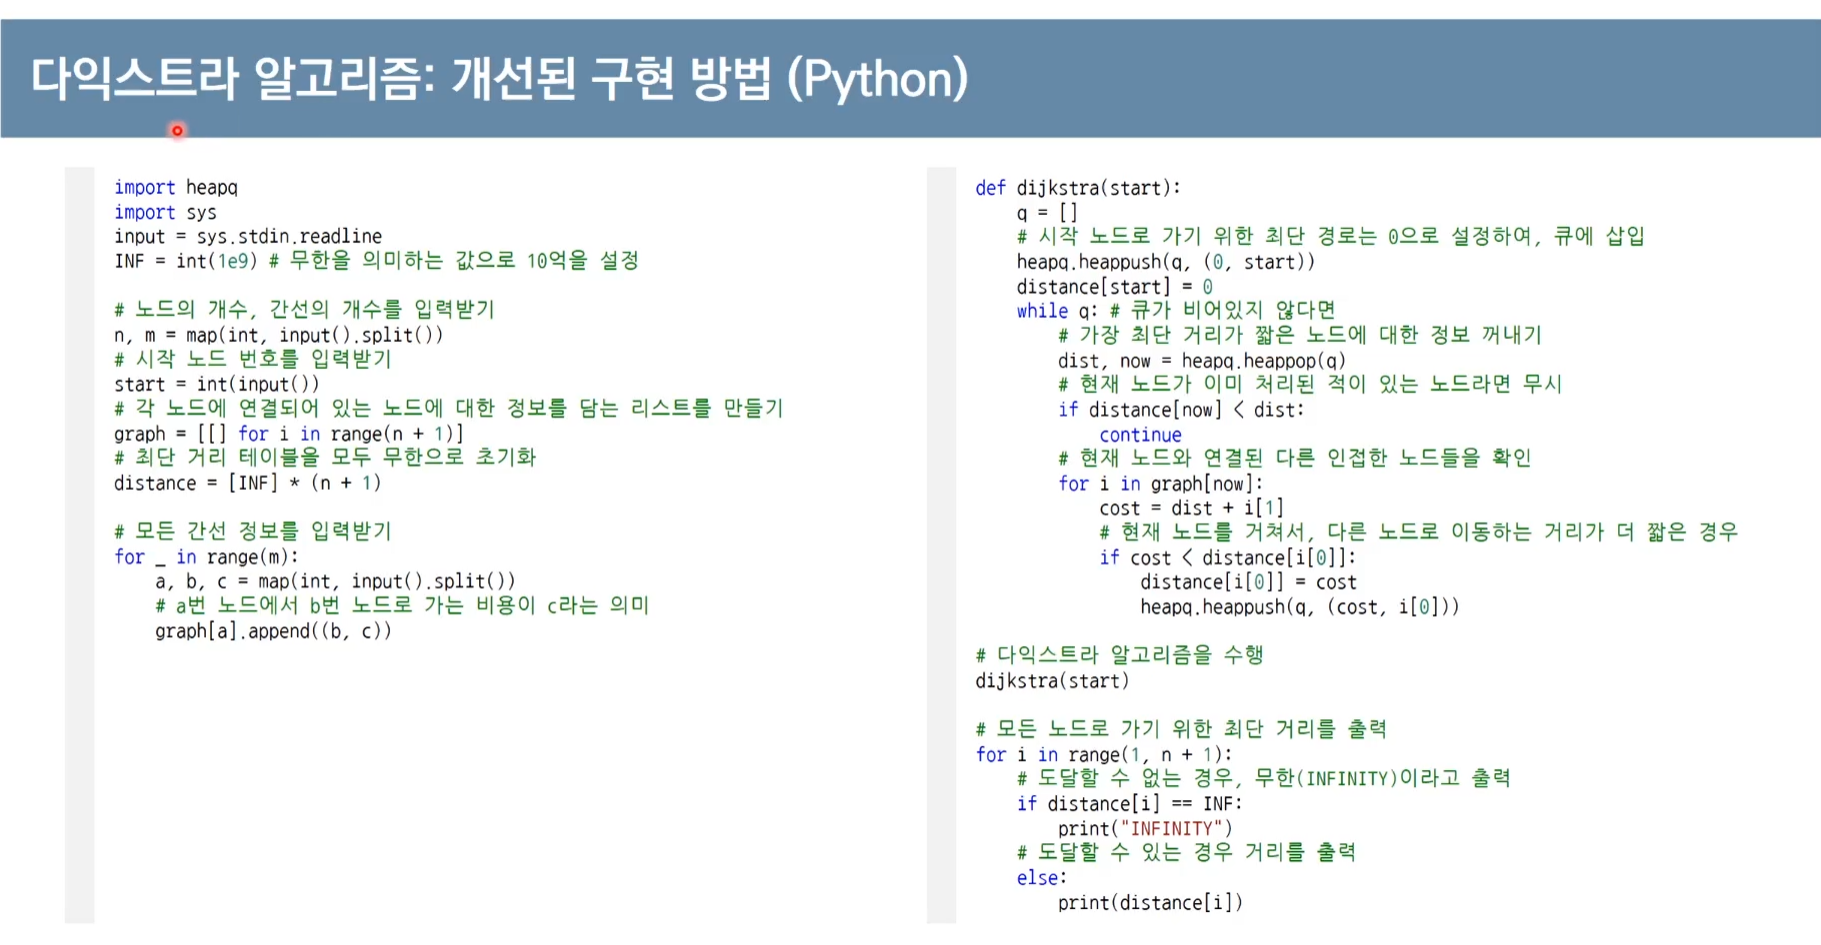 다익스트라 알고리즘: 개선된 구현 방법 (Python)
import heapq
import sys
input = sys.stdin.readline
INF = int(1e9) # 무한을 의미하는 값으로 10억을 설정
# 노드의 개수, 간선의 개수를 입력받기
n, m = map(int, input().split())
# 시작 노드 번호를 입력받기
start = int(input())
# 각 노드에 연결되어 있는 노드에 대한 정보를 담는 리스트를 만들기
graph = [[] for i in range(n + 1)]
# 최단 거리 테이블을 모두 무한으로 초기화
distance = [INF] * (n + 1)
# 모든 간선 정보를 입력받기
for _ in range(m):
    a, b, c = map(int, input().split())
    # a번 노드에서 b번 노드로 가는 비용이 c라는 의미
    graph[a].append((b, c))
def dijkstra(start):
    q = []
    # 시작 노드로 가기 위한 최단 경로는 0으로 설정하여, 큐에 삽입
    heapq.heappush(q, (0, start))
    distance[start] = 0
    while q: # 큐가 비어있지 않다면
        # 가장 최단 거리가 짧은 노드에 대한 정보 꺼내기
        dist, now = heapq.heappop(q)
        # 현재 노드가 이미 처리된 적이 있는 노드라면 무시
        if distance[now] < dist:
            continue
        # 현재 노드와 연결된 다른 인접한 노드들을 확인
        for i in graph[now]:
            cost = dist + i[1]
            # 현재 노드를 거쳐서, 다른 노드로 이동하는 거리가 더 짧은 경우
            if cost < distance[i[0]]:
                distance[i[0]] = cost
                heapq.heappush(q, (cost, i[0]))
# 다익스트라 알고리즘을 수행
dijkstra(start)
# 모든 노드로 가기 위한 최단 거리를 출력
for i in range(1, n + 1):
    # 도달할 수 없는 경우, 무한(INFINITY)이라고 출력
    if distance[i] == INF:
        print("INFINITY")
    # 도달할 수 있는 경우 거리를 출력
    else:
        print(distance[i])